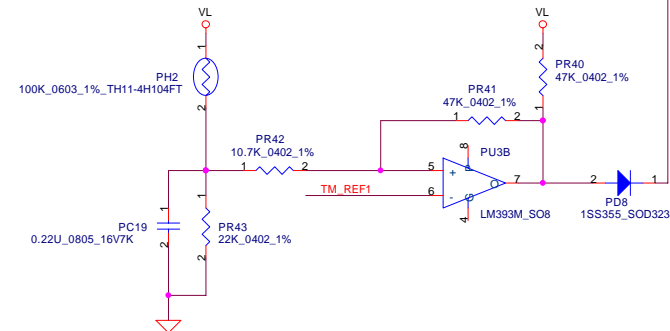 VL
VL
1
2
PH2
100K_0603_1%_TH11-4H104FT
2
1
PR40
47K_0402_1%
PR41
47K_0402_1%
1
2
PR42
10.7K_0402_1%
1
2
8
PU3B
5
+
P
O
7
2
1
TM_REF1
6
-
G
4
LM393M_SO8
PD8
1SS355_SOD323
1
2
PC19
0.22U_0805_16V7K
1
2
PR43
22K_0402_1%